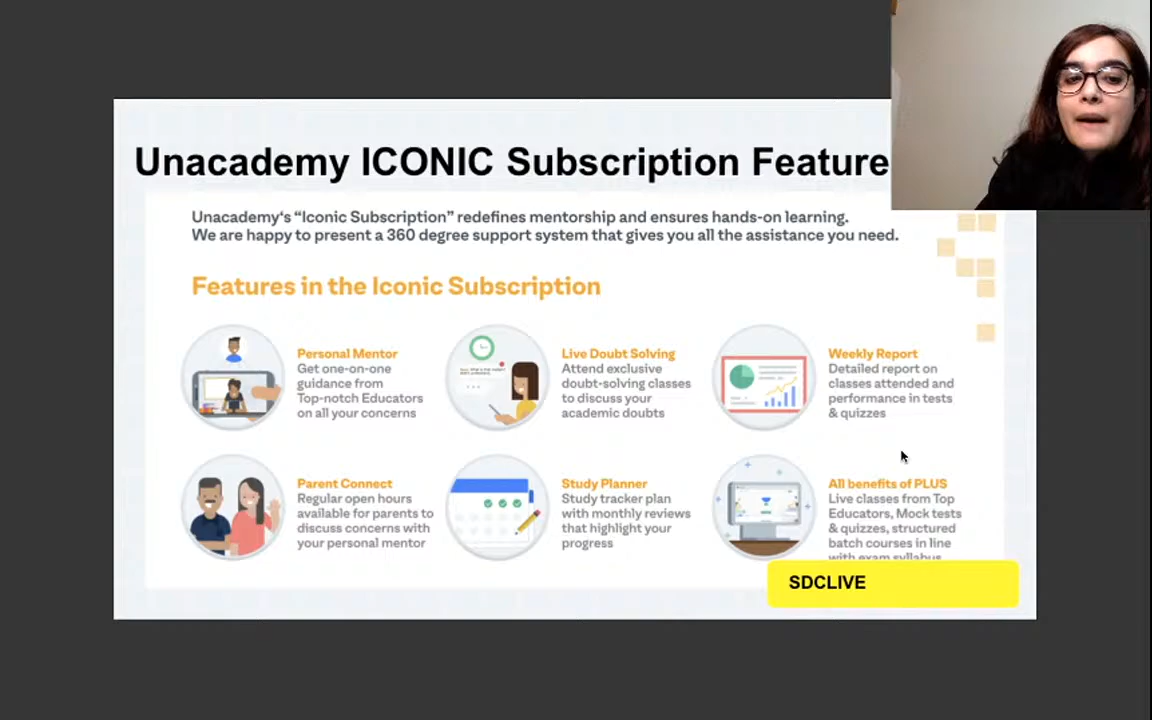 Unacademy ICONIC Subscription Feature
Unacademy's “Iconic Subscription” redefines mentorship and ensures hands-on learning.
We are happy to present a 360 degree support system that gives you all the assistance you need.
Features in the Iconic Subscription
Personal Mentor
Get one-on-one
guidance from
Top-notch Educators
on all your concerns
Live Doubt Solving
Attend exclusive
doubt-solving classes
to discuss your
academic doubts
Weekly Report
Detailed report on
classes attended and
performance in tests
& quizzes
Parent Connect
Regular open hours
available for parents to
discuss concerns with
your personal mentor
Study Planner
Study tracker plan
with monthly reviews
that highlight your
progress
All benefits of PLUS
Live classes from Top
Educators, Mock tests
& quizzes, structured
batch courses in line
with exam syllabus
SDCLIVE